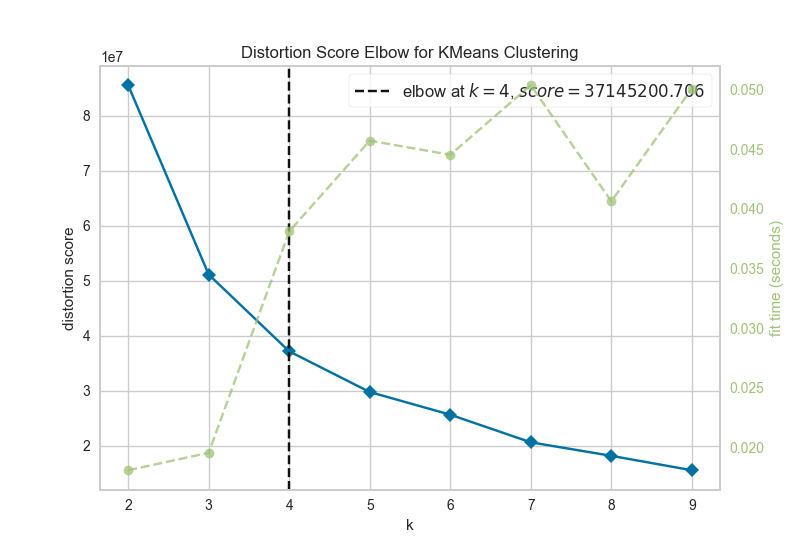 Distortion Score Elbow for KMeans Clustering
1e7
elbow at k = 4, score = 37145200.706
8
7
6
5
4
3
2
distortion score
0.050
0.045
0.040
0.035
0.030
0.025
0.020
fit time (seconds)
2 3 4 5 6 7 8 9
k